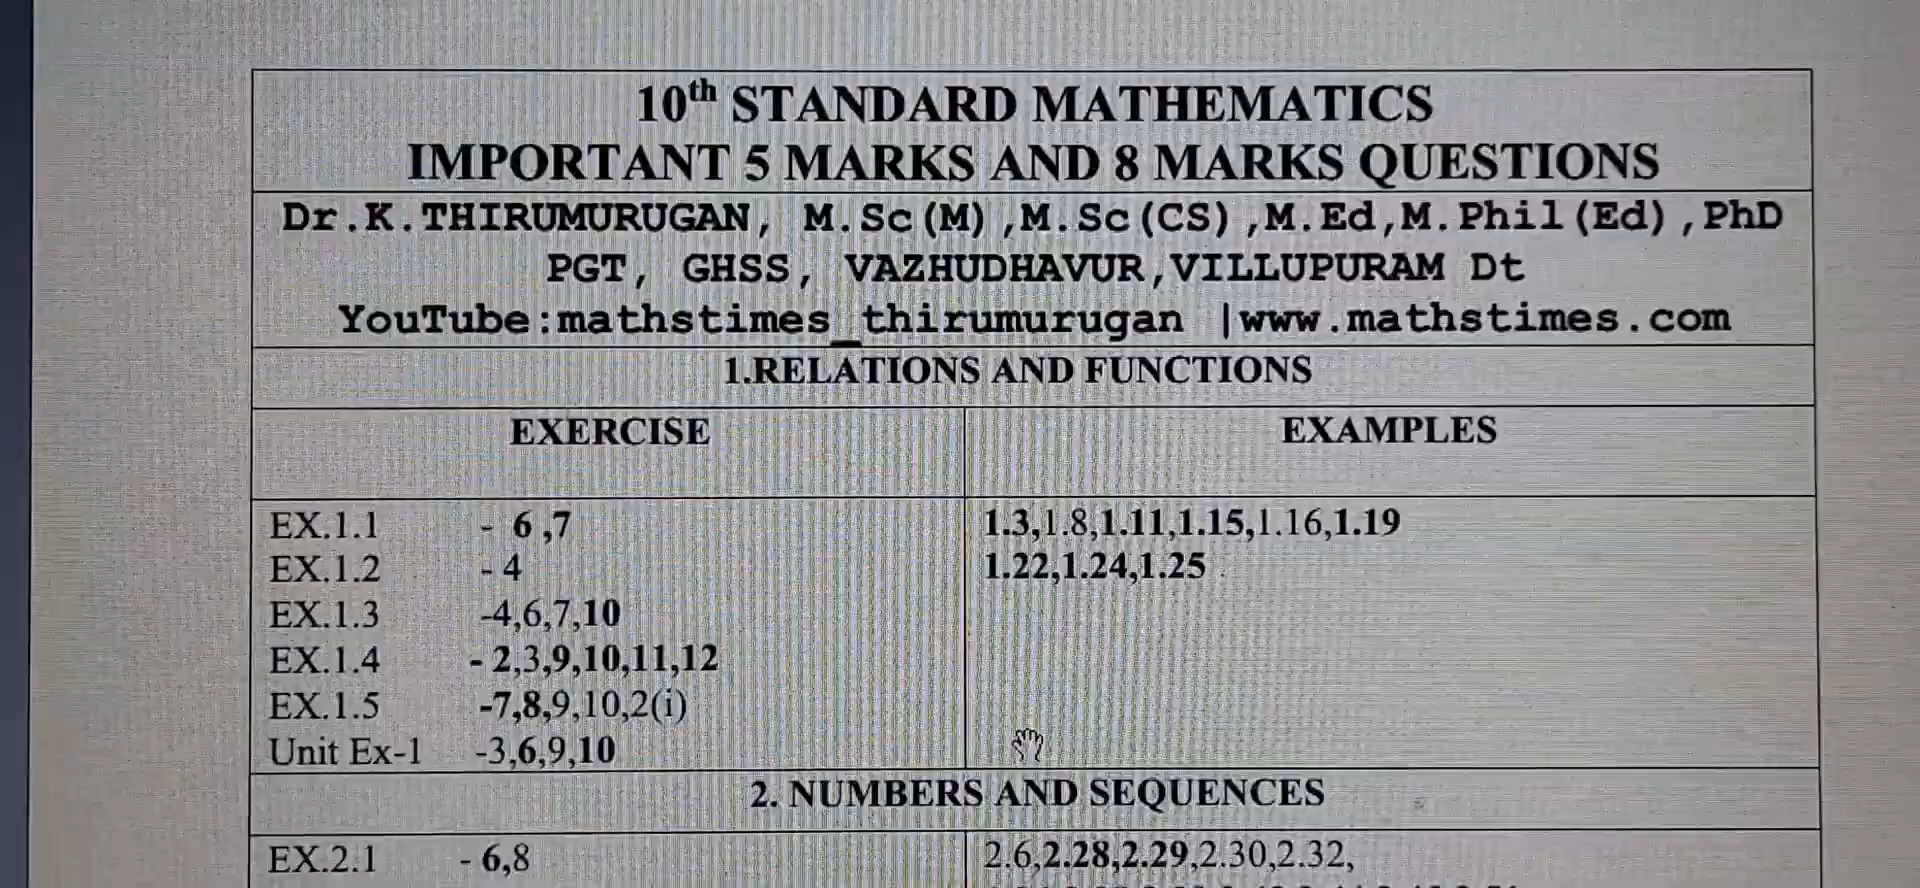 10th STANDARD MATHEMATICS
IMPORTANT 5 MARKS AND 8 MARKS QUESTIONS
Dr.K.THIRUMURUGAN, M.Sc(M),M.Sc(CS),M.Ed,M.Phil(Ed),PhD
PGT, GHSS, VAZHUDHAVUR,VILLUPURAM Dt
YouTube:mathstimes_thirumurugan |www.mathstimes.com
1.RELATIONS AND FUNCTIONS
EXERCISE EXAMPLES
EX.1.1 - 6 ,7 1.3,1.8,1.11,1.15,1.16,1.19
EX.1.2 - 4 1.22,1.24,1.25
EX.1.3 -4,6,7,10
EX.1.4 - 2,3,9,10,11,12
EX.1.5 -7,8,9,10,2(i)
Unit Ex-1 -3,6,9,10
2. NUMBERS AND SEQUENCES
EX.2.1 - 6,8 2.6,2.28,2.29,2.30,2.32,